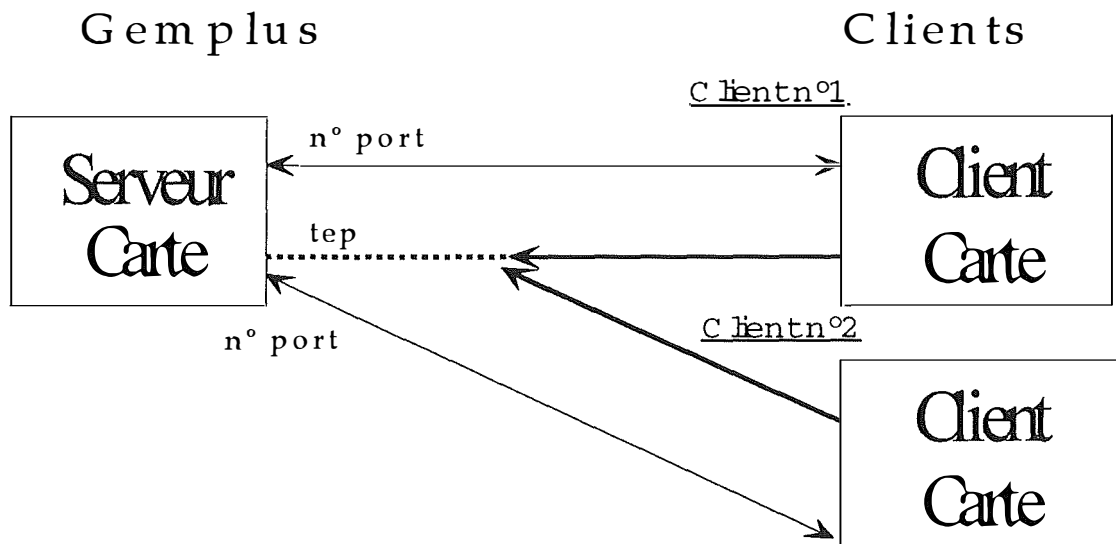 Gemplus
Clients
Client n°1
n° port
Serveur
Carte
Client
Carte
tep
Client n°2
n° port
Client
Carte